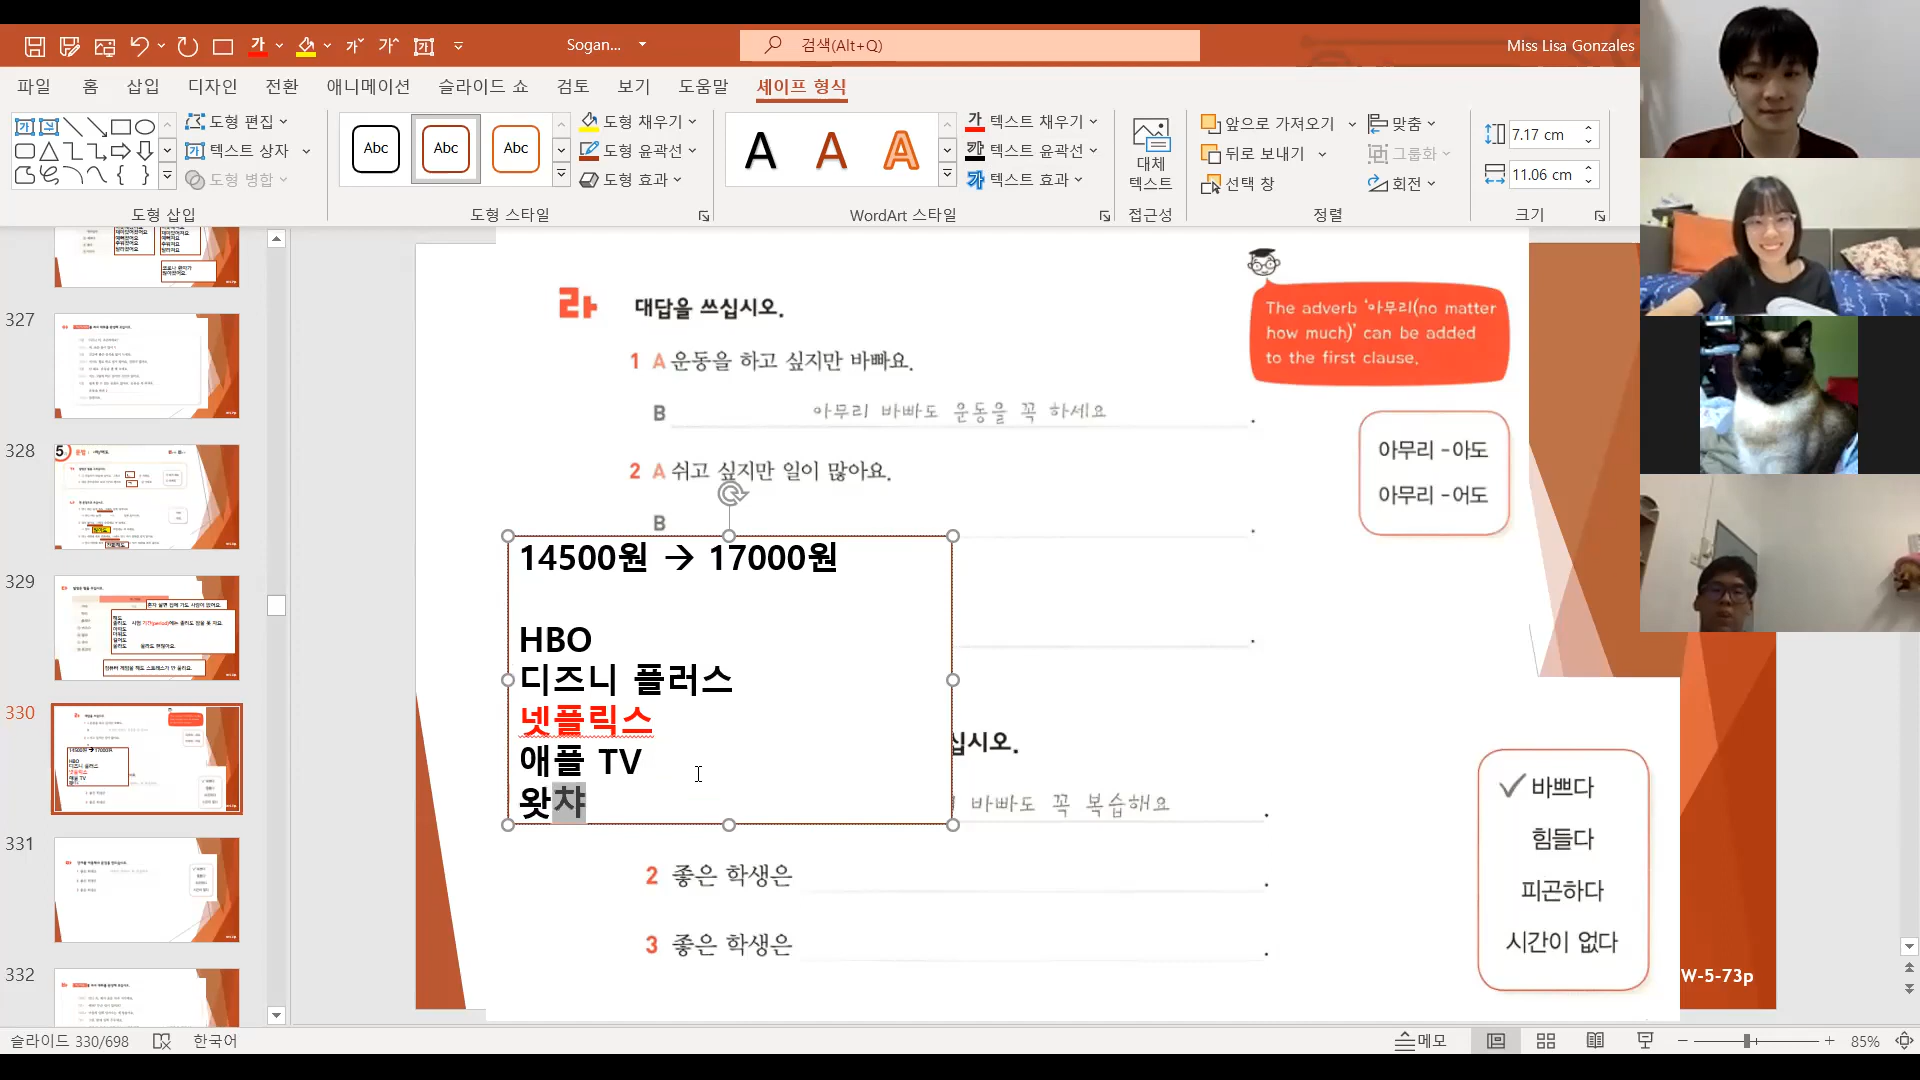 Sogan...
검색(Alt+Q)
Miss Lisa Gonzales
파일 홈 삽입 디자인 전환 애니메이션 슬라이드 쇼 검토 보기 도움말 셰이프 형식
도형 편집
텍스트 상자
도형 병합
도형 삽입
Abc Abc Abc
도형 채우기
도형 윤곽선
도형 효과
도형 스타일
A A A
텍스트 채우기
텍스트 윤곽선
텍스트 효과
WordArt 스타일
대체
텍스트
접근성
앞으로 가져오기
뒤로 보내기
선택 창
맞춤
그룹화
회전
정렬
7.17 cm
11.06 cm
크기
327
328
329
330
331
332
라 대답을 쓰십시오.
The adverb ‘아무리(no matter
how much)’ can be added
to the first clause.
1 A 운동을 하고 싶지만 바빠요.
B 아무리 바빠도 운동을 꼭 하세요.
2 A 쉬고 싶지만 일이 많아요.
B .
아무리 -아도
아무리 -어도
14500원 → 17000원
HBO
디즈니 플러스
넷플릭스
애플 TV
왓챠
십시오.
바빠도 꼭 복습해요.
2 좋은 학생은 .
3 좋은 학생은 .
✓ 바쁘다
힘들다
피곤하다
시간이 없다
W-5-73p
슬라이드 330/698 한국어
메모
85%